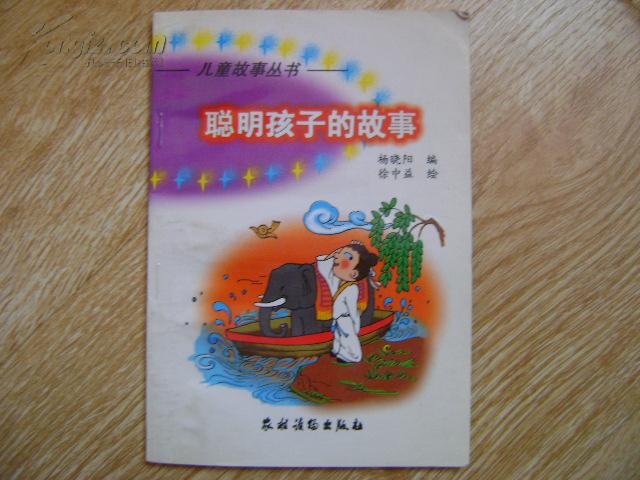 儿童故事丛书
聪明孩子的故事
杨晓阳 编
徐中益 绘
农村读物出版社